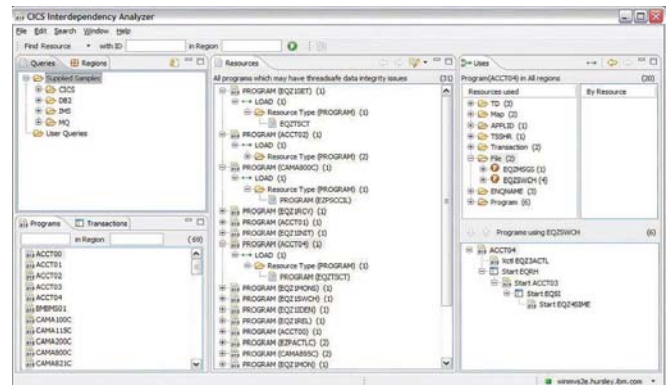 CICS Interdependency Analyzer
File Edit Search Window Help
Find Resource with ID in Region
Queries Regions
Supplied Samples
CICS
DB2
IMS
MQ
User Queries
Programs Transactions
in Region (69)
ACCT00
ACCT01
ACCT02
ACCT03
ACCT04
BMBMS01
CAMA100C
CAMA115C
CAMA200C
CAMA800C
CAMA821C
Resources
All programs which may have threadsafe data integrity issues (31)
PROGRAM (EQZ1SET) (1)
LOAD (1)
Resource Type (PROGRAM) (1)
EQZTSCT
PROGRAM (ACCT02) (1)
LOAD (1)
Resource Type (PROGRAM) (2)
PROGRAM (CAMA800C) (1)
LOAD (1)
Resource Type (PROGRAM) (1)
EZPSCCIL
PROGRAM (EQZ1RCV) (1)
PROGRAM (ACCT01) (1)
PROGRAM (EQZ1INIT) (1)
PROGRAM (ACCT04) (1)
LOAD (1)
Resource Type (PROGRAM) (1)
PROGRAM (EQZTSCT)
PROGRAM (EQZ1MONS) (1)
PROGRAM (EQZ1SWCH) (1)
PROGRAM (EQZ1IDEN) (1)
PROGRAM (EQZ1REL) (1)
PROGRAM (ACCT00) (1)
PROGRAM (EZPACTLC) (2)
PROGRAM (CAMA895C) (2)
PROGRAM (EQZ1MON) (1)
Uses
Program(ACCT04) in All regions (20)
Resources used By Resource
TD (3)
Map (2)
APPLID (1)
TSSHR (1)
Transaction (2)
File (2)
EQZMSGS (1)
EQZSWCH (4)
ENQNAME (3)
Program (6)
Programs using EQZSWCH (6)
ACCT04
Xctl EQZ3ACTL
Start EQRH
Start ACCT03
Start EQSI
Start EQZ4SIME
winmvs2e.hursley.ibm.com